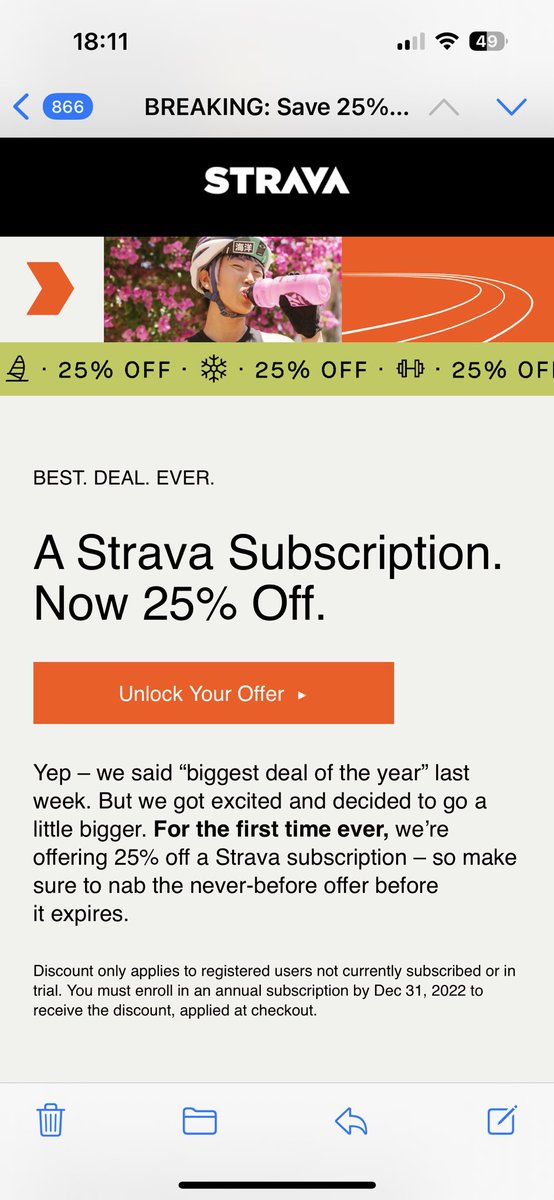 18:11
49
866
BREAKING: Save 25%...
STRAVA
海洋
· 25% OFF · · 25% OFF · · 25% OFF
BEST. DEAL. EVER.
A Strava Subscription.
Now 25% Off.
Unlock Your Offer ▸
Yep – we said “biggest deal of the year” last
week. But we got excited and decided to go a
little bigger. For the first time ever, we’re
offering 25% off a Strava subscription – so make
sure to nab the never-before offer before
it expires.
Discount only applies to registered users not currently subscribed or in
trial. You must enroll in an annual subscription by Dec 31, 2022 to
receive the discount, applied at checkout.